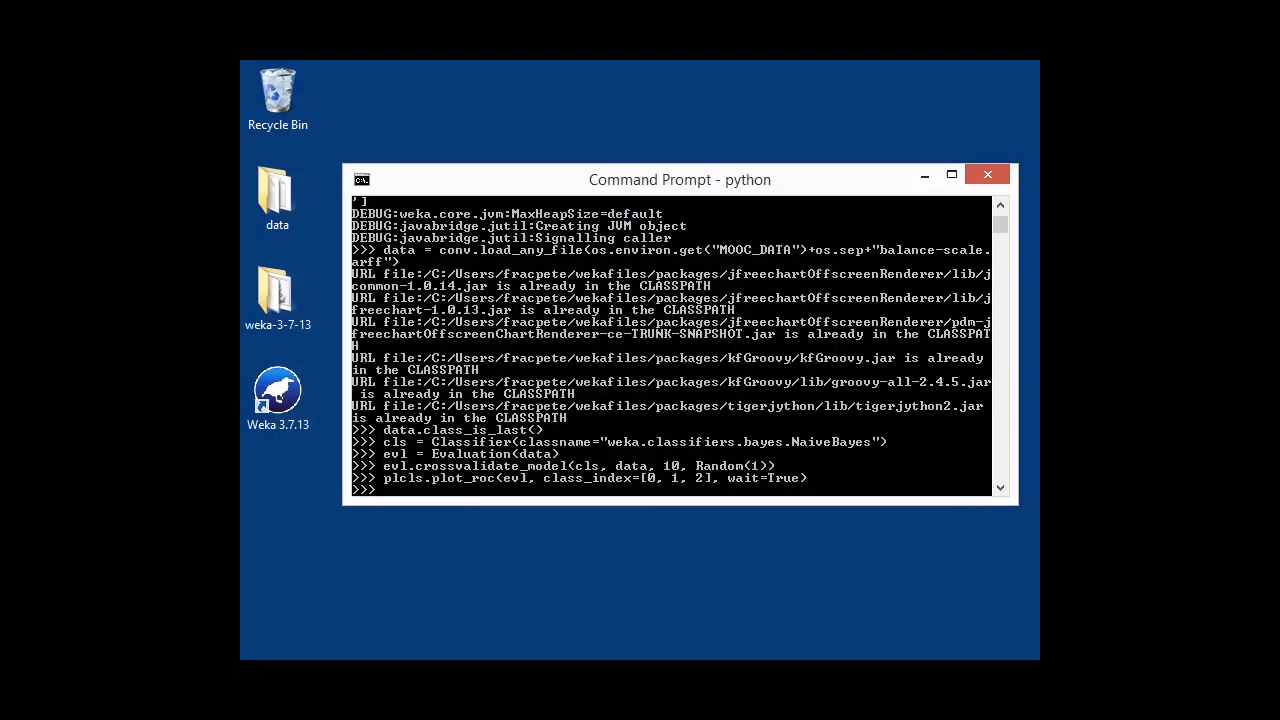 Recycle Bin
data
weka-3-7-13
Weka 3.7.13
C:\.
Command Prompt - python
']
DEBUG:weka.core.jvm:MaxHeapSize=default
DEBUG:javabridge.jutil:Creating JVM object
DEBUG:javabridge.jutil:Signalling caller
>>> data = conv.load_any_file(os.environ.get("MOOC_DATA")+os.sep+"balance-scale.
arff")
URL file:/C:/Users/fracpete/wekafiles/packages/jfreechartOffscreenRenderer/lib/j
common-1.0.14.jar is already in the CLASSPATH
URL file:/C:/Users/fracpete/wekafiles/packages/jfreechartOffscreenRenderer/lib/j
freechart-1.0.13.jar is already in the CLASSPATH
URL file:/C:/Users/fracpete/wekafiles/packages/jfreechartOffscreenRenderer/pdm-j
freechartOffscreenChartRenderer-ce-TRUNK-SNAPSHOT.jar is already in the CLASSPAT
H
URL file:/C:/Users/fracpete/wekafiles/packages/kfGroovy/kfGroovy.jar is already
in the CLASSPATH
URL file:/C:/Users/fracpete/wekafiles/packages/kfGroovy/lib/groovy-all-2.4.5.jar
is already in the CLASSPATH
URL file:/C:/Users/fracpete/wekafiles/packages/tigerjython/lib/tigerjython2.jar
is already in the CLASSPATH
>>> data.class_is_last()
>>> cls = Classifier(classname="weka.classifiers.bayes.NaiveBayes")
>>> evl = Evaluation(data)
>>> evl.crossvalidate_model(cls, data, 10, Random(1))
>>> plcls.plot_roc(evl, class_index=[0, 1, 2], wait=True)
>>>